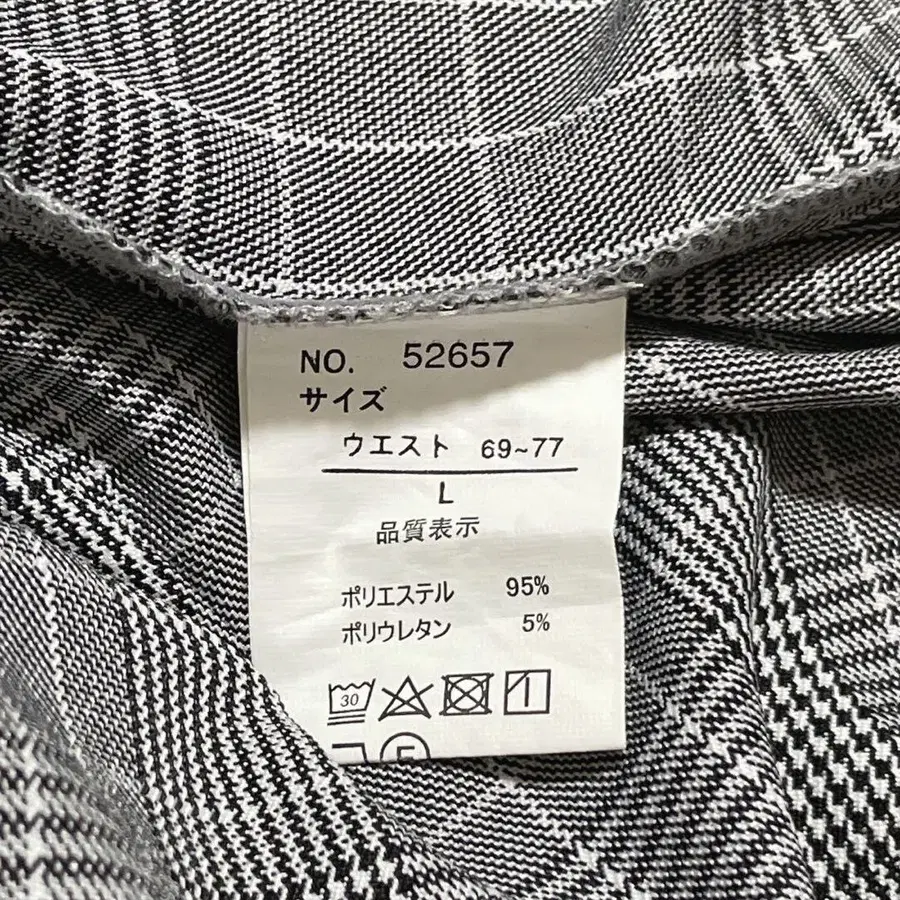 NO. 52657
サイズ
ウエスト 69~77
L
品質表示
ポリエステル 95%
ポリウレタン 5%
30